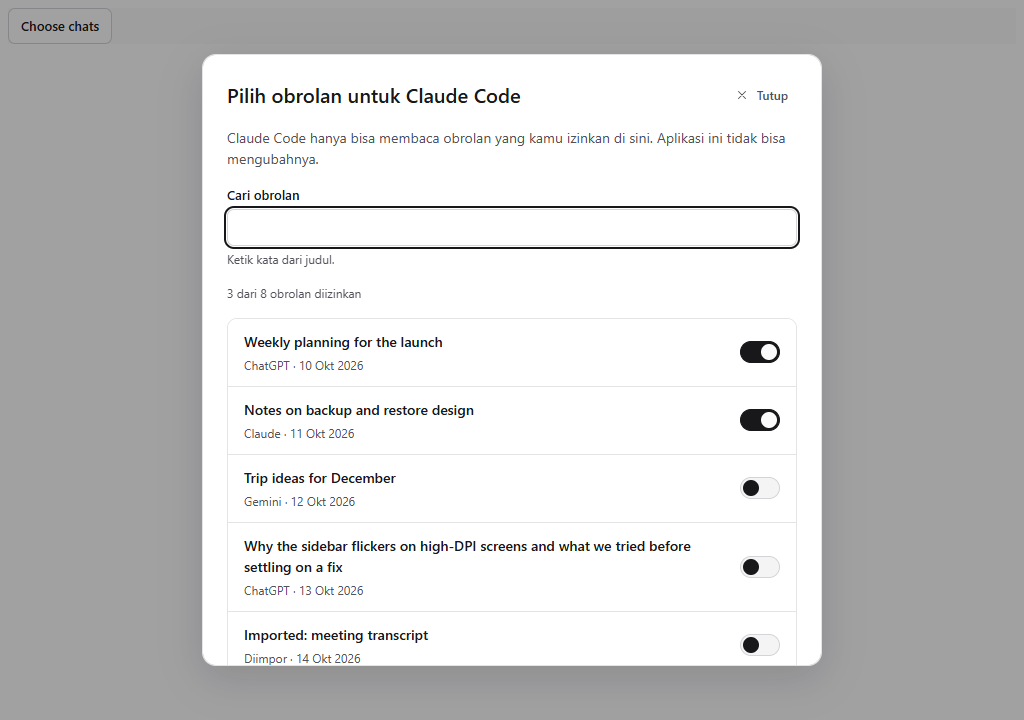 Choose chats
Pilih obrolan untuk Claude Code
Tutup
Claude Code hanya bisa membaca obrolan yang kamu izinkan di sini. Aplikasi ini tidak bisa
mengubahnya.
Cari obrolan
Ketik kata dari judul.
3 dari 8 obrolan diizinkan
Weekly planning for the launch
ChatGPT · 10 Okt 2026
Notes on backup and restore design
Claude · 11 Okt 2026
Trip ideas for December
Gemini · 12 Okt 2026
Why the sidebar flickers on high-DPI screens and what we tried before
settling on a fix
ChatGPT · 13 Okt 2026
Imported: meeting transcript
Diimpor · 14 Okt 2026